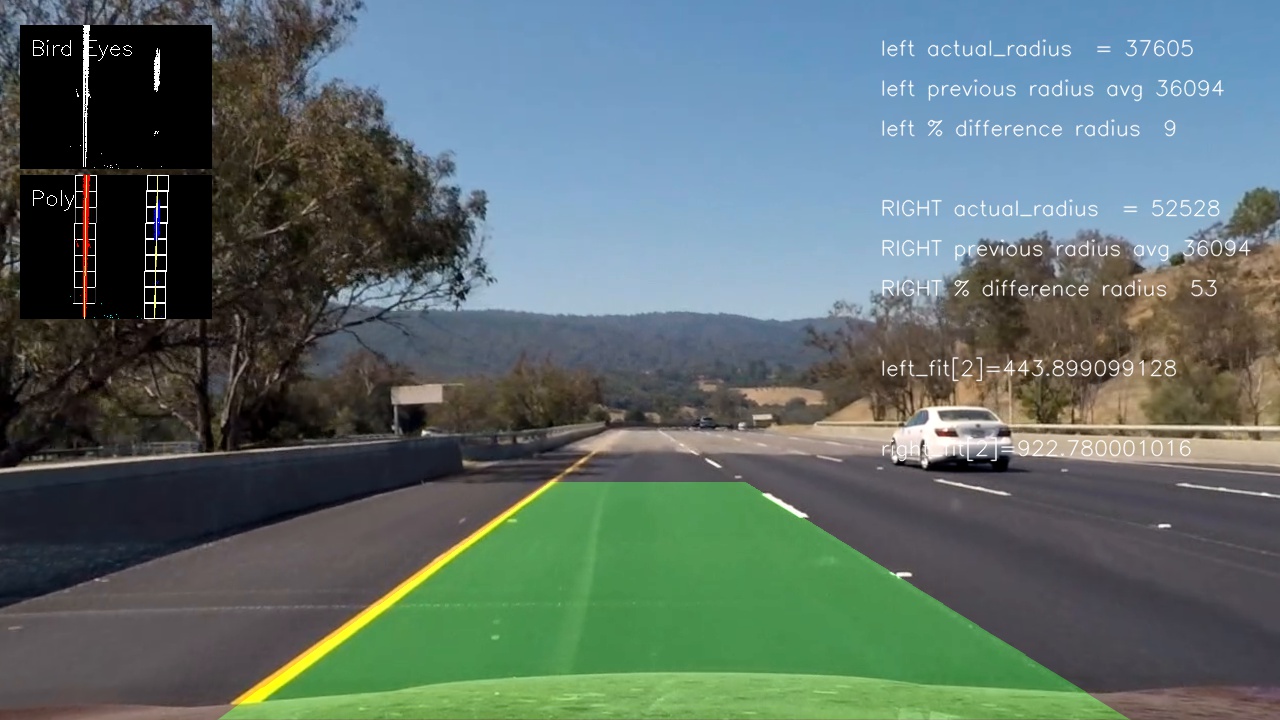 Bird Eyes
Poly
left actual_radius = 37605
left previous radius avg 36094
left % difference radius 9
RIGHT actual_radius = 52528
RIGHT previous radius avg 36094
RIGHT % difference radius 53
left_fit[2]=443.899099128
right_fit[2]=922.780001016